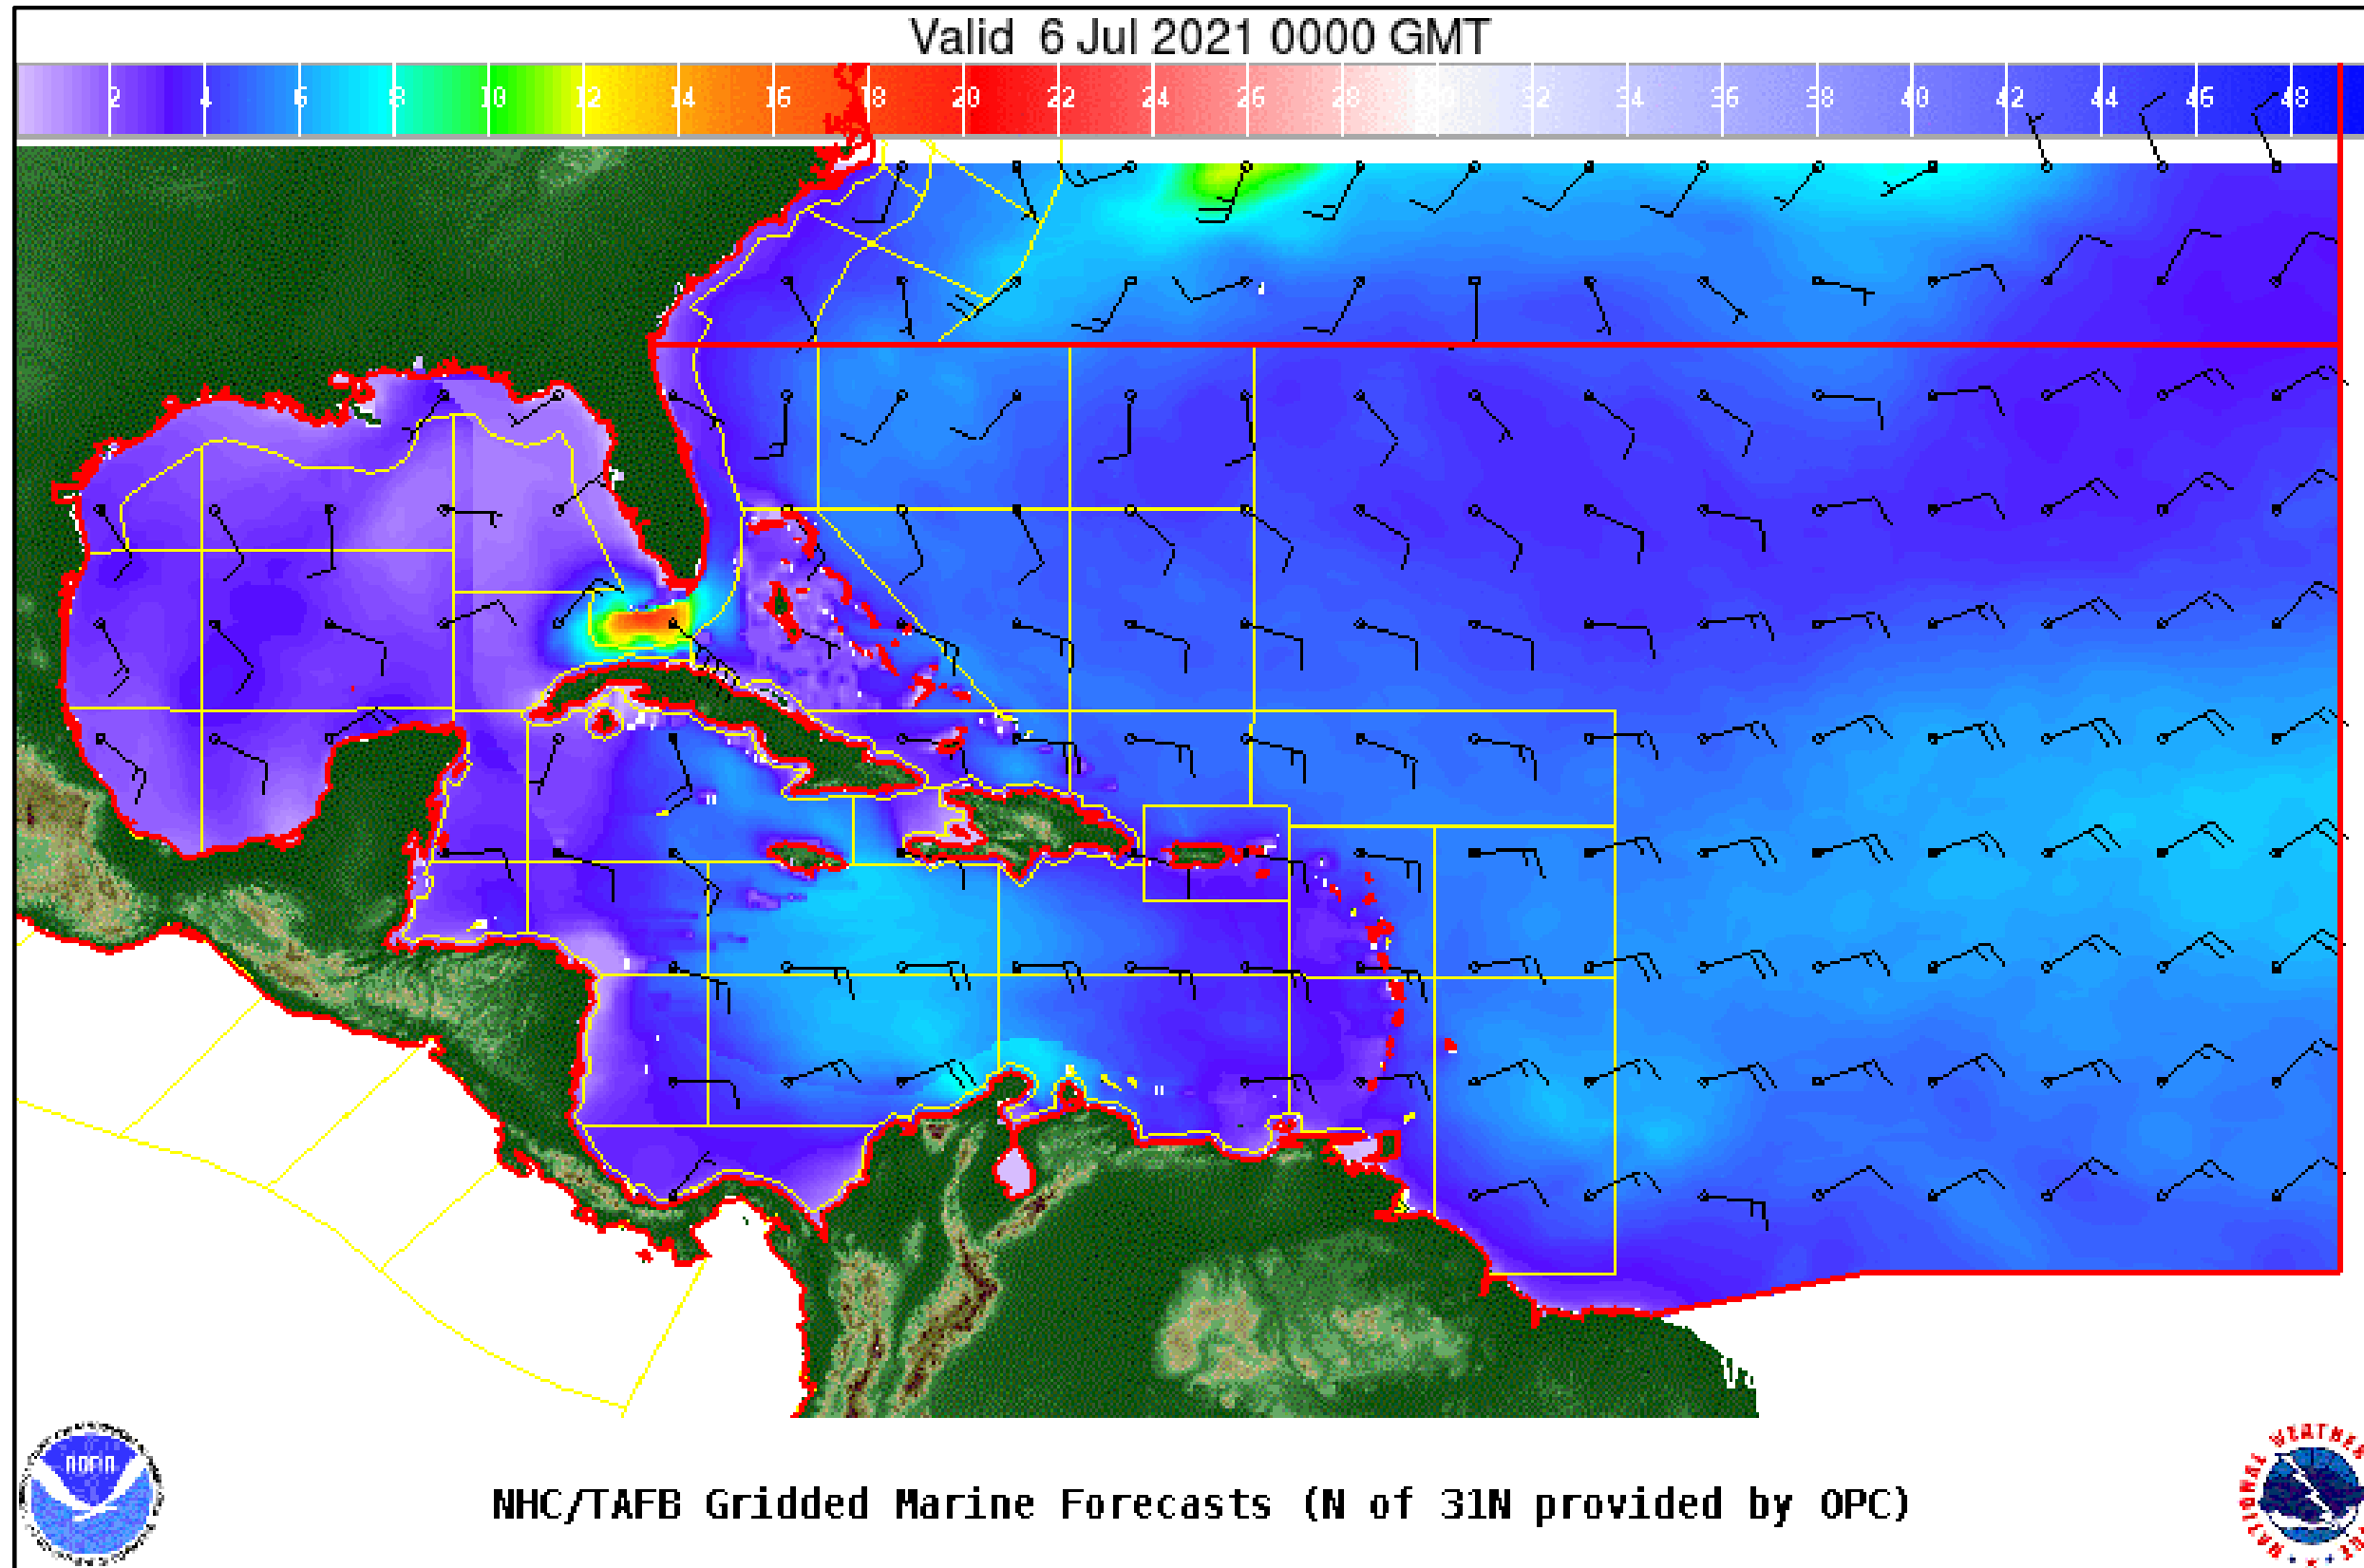 Valid 6 Jul 2021 0000 GMT
2 4 6 8 10 12 14 16 18 20 22 24 26 28 30 32 34 36 38 40 42 44 46 48
NOAA
NHC/TAFB Gridded Marine Forecasts (N of 31N provided by OPC)